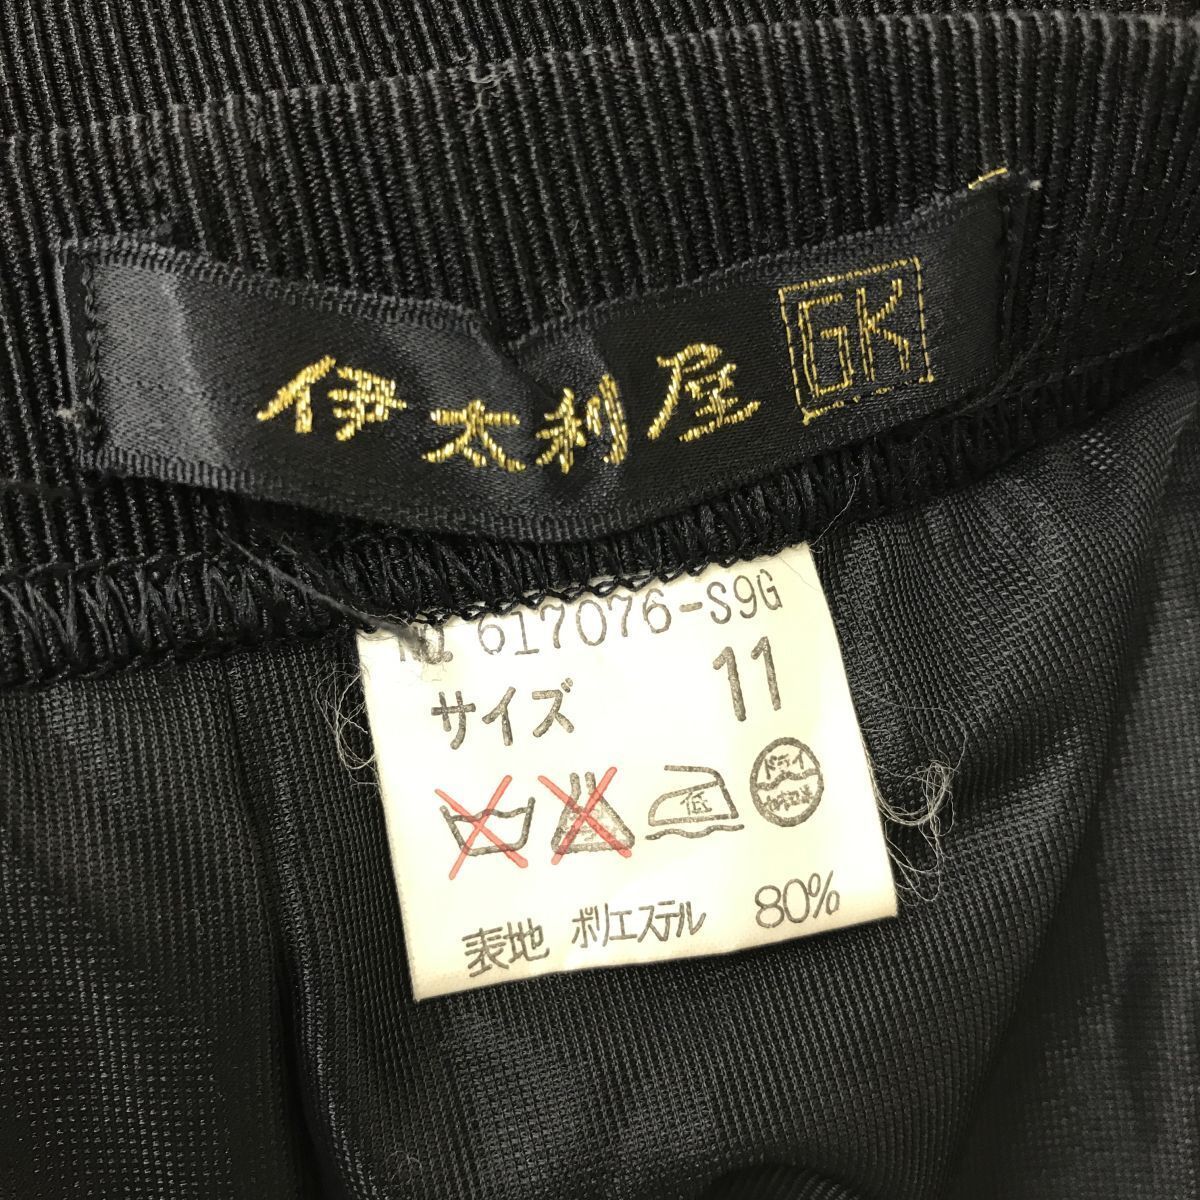 伊太利屋 GK
No. 617076-S9G
サイズ 11
低 ドライ
表地 ポリエステル 80%